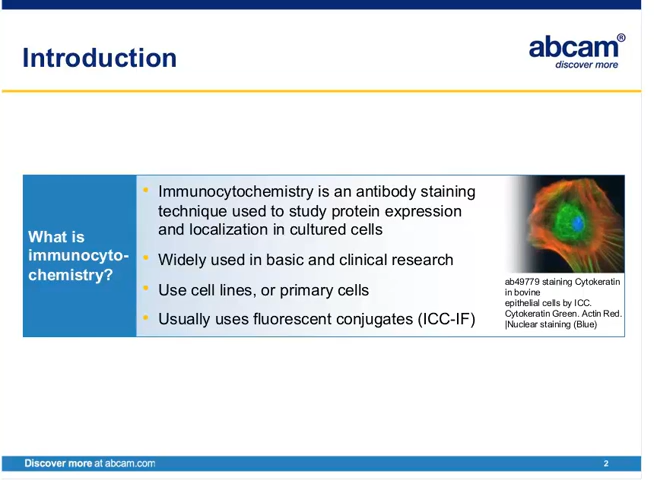 Introduction
abcam®
discover more
What is
immunocyto-
chemistry?
Immunocytochemistry is an antibody staining
technique used to study protein expression
and localization in cultured cells
Widely used in basic and clinical research
Use cell lines, or primary cells
Usually uses fluorescent conjugates (ICC-IF)
ab49779 staining Cytokeratin
in bovine
epithelial cells by ICC.
Cytokeratin Green. Actin Red.
|Nuclear staining (Blue)
Discover more at abcam.com
2